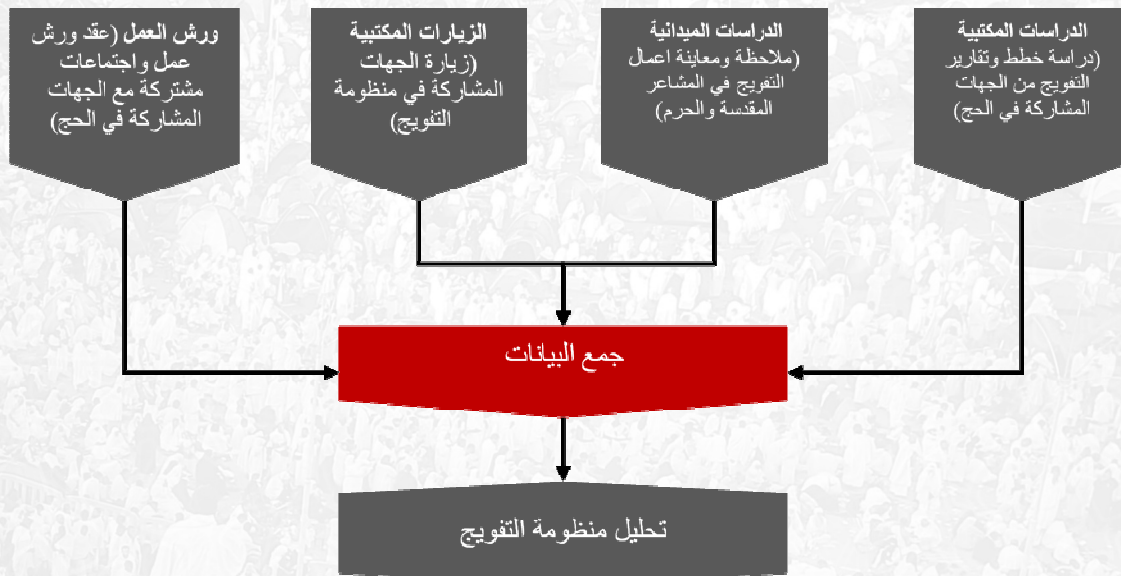 الدراسات المكتبية
(دراسة خطط وتقارير
التفويج من الجهات
المشاركة في الحج)
الدراسات الميدانية
(ملاحظة ومعاينة اعمال
التفويج في المشاعر
المقدسة والحرم)
الزيارات المكتبية
(زيارة الجهات
المشاركة في منظومة
التفويج)
ورش العمل (عقد ورش
عمل واجتماعات
مشتركة مع الجهات
المشاركة في الحج)
جمع البيانات
تحليل منظومة التفويج